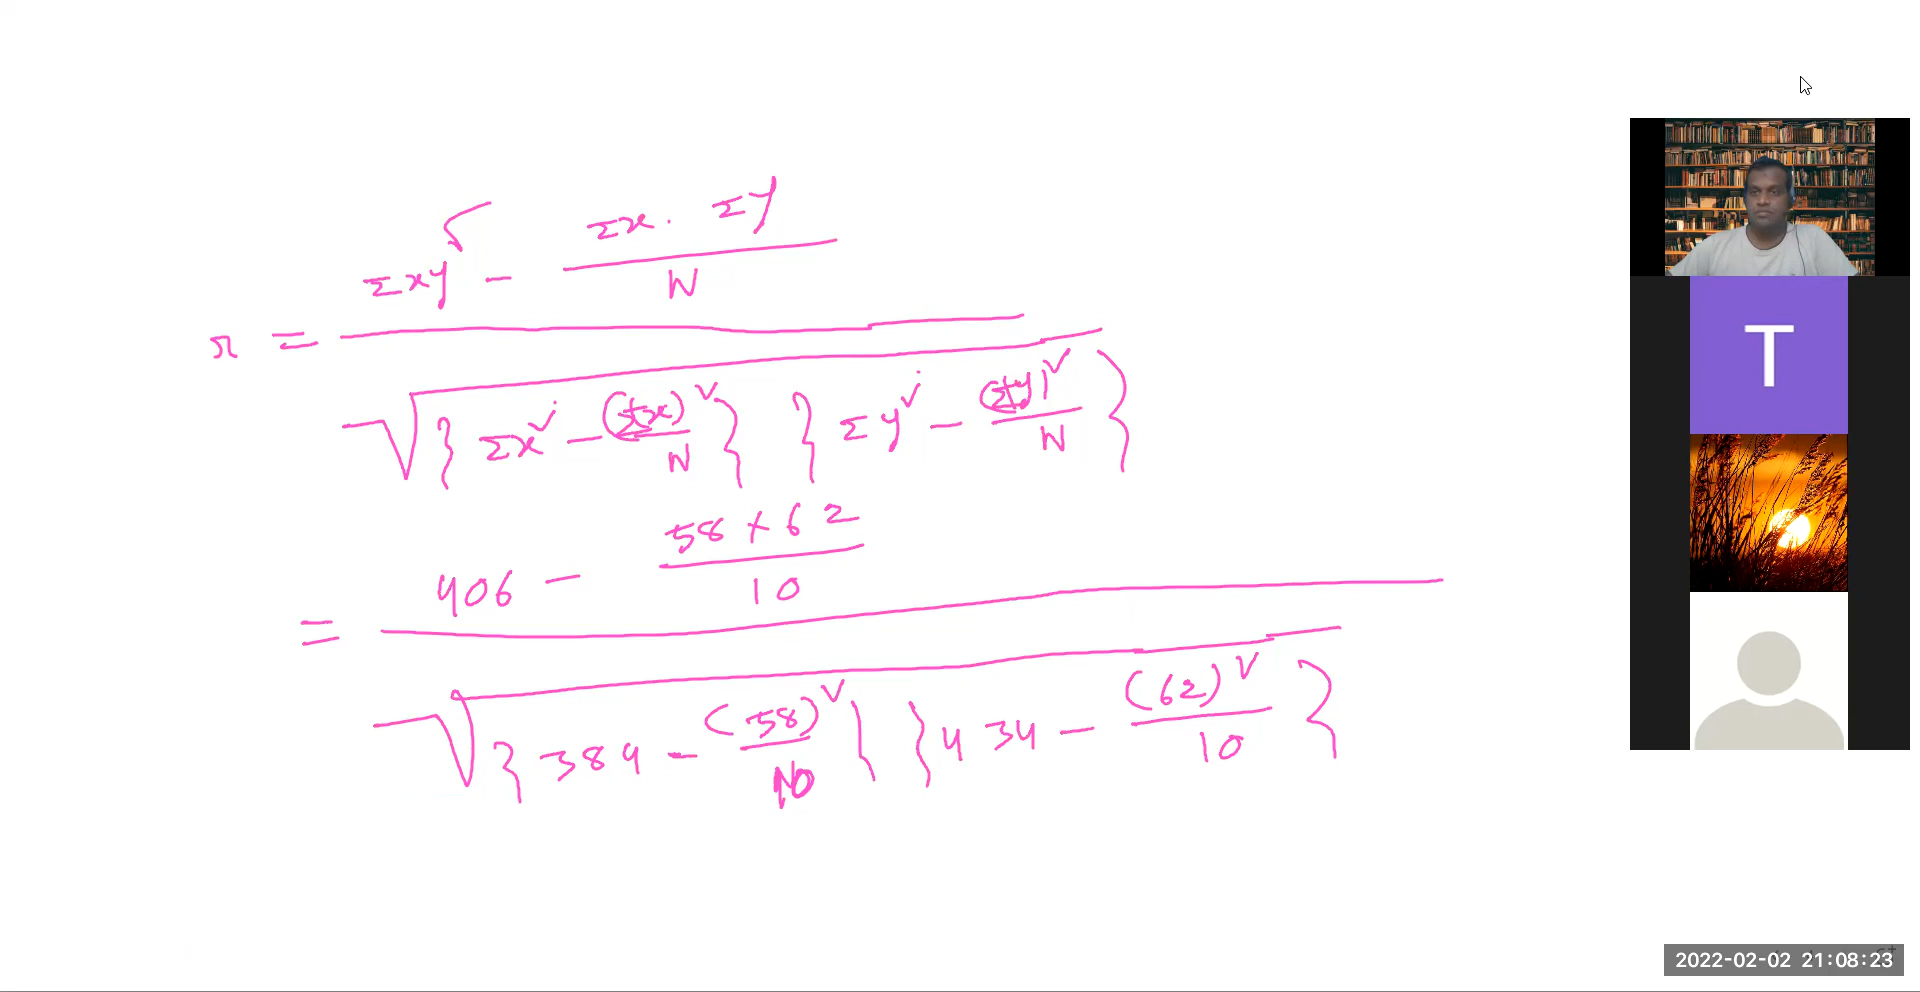 Σxy - Σx . Σy / N
r =
√ { Σx² - (Σx)² / N } { Σy² - (Σy)² / N }
406 - 58 × 62 / 10
=
√ { 384 - (58)² / 10 } { 434 - (62)² / 10 }
T
2022-02-02 21:08:23